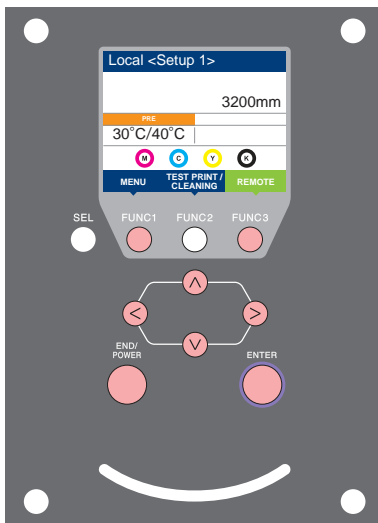 Local <Setup 1>
3200mm
PRE
30˚C/40˚C
M C Y K
MENU
TEST PRINT /
CLEANING
REMOTE
SEL FUNC1 FUNC2 FUNC3
END/
POWER
ENTER